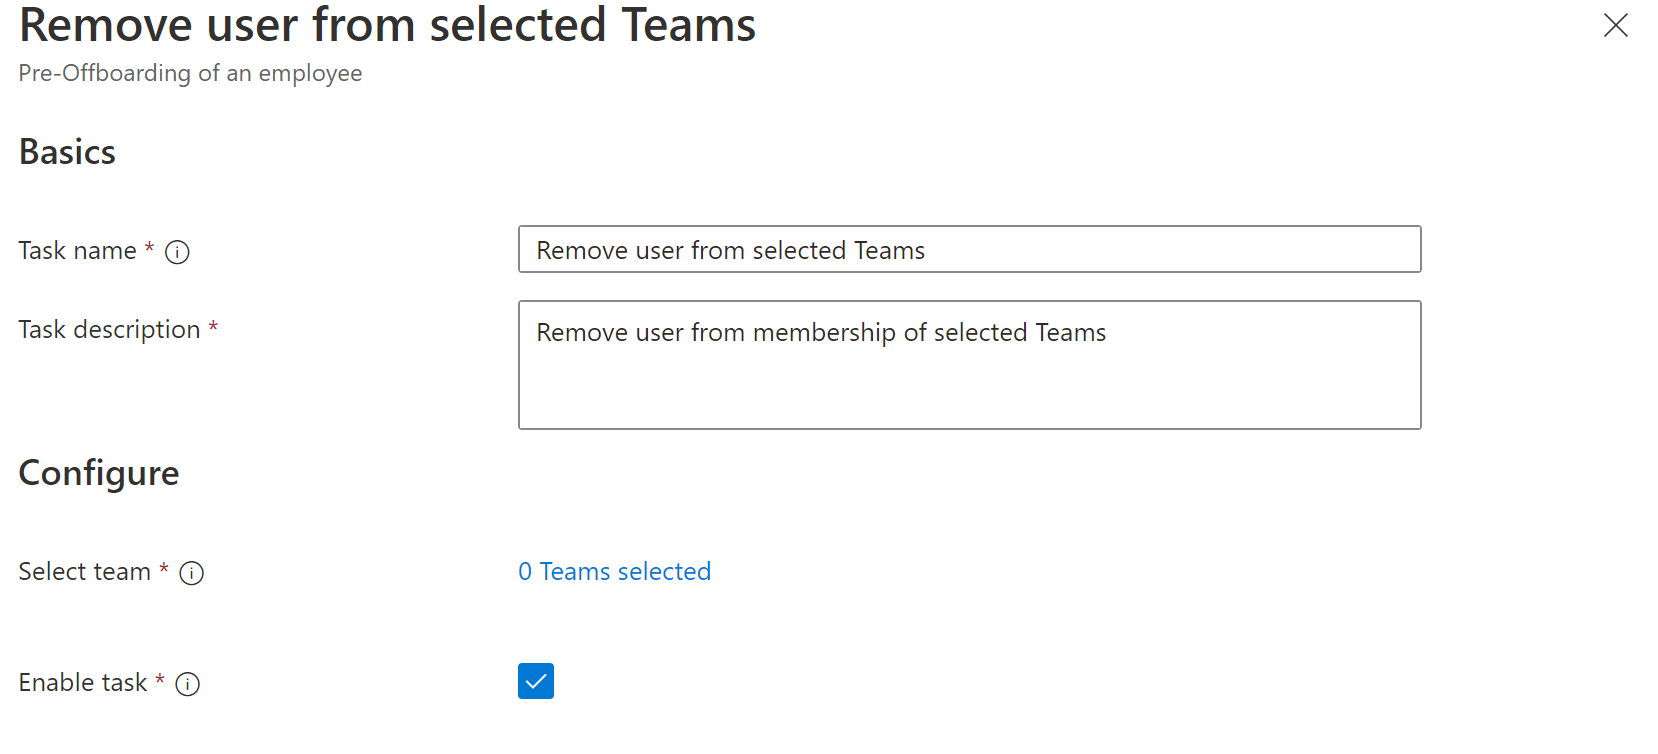 Remove user from selected Teams
Pre-Offboarding of an employee
Basics
Task name *
Remove user from selected Teams
Task description *
Remove user from membership of selected Teams
Configure
Select team *
0 Teams selected
Enable task *